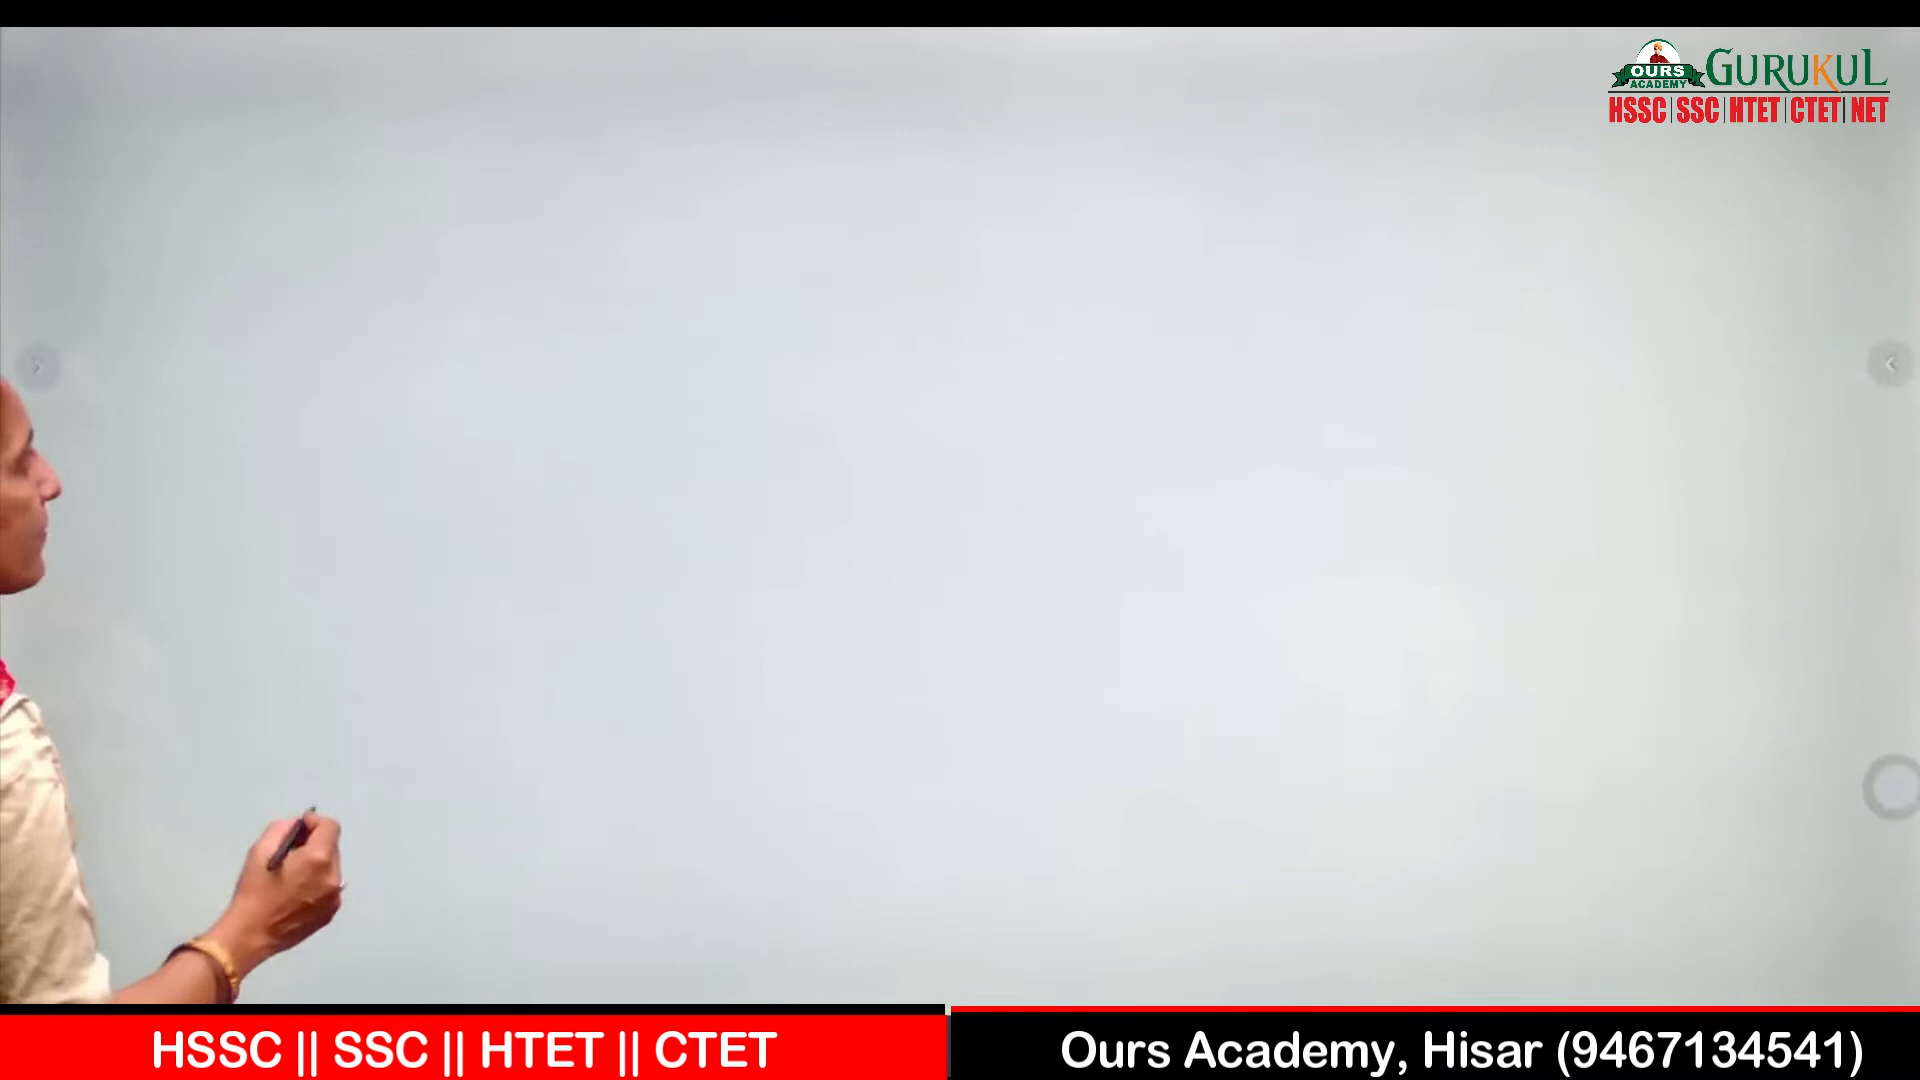 OURS
ACADEMY
GURUKUL
HSSC | SSC | HTET | CTET | NET
HSSC || SSC || HTET || CTET
Ours Academy, Hisar (9467134541)